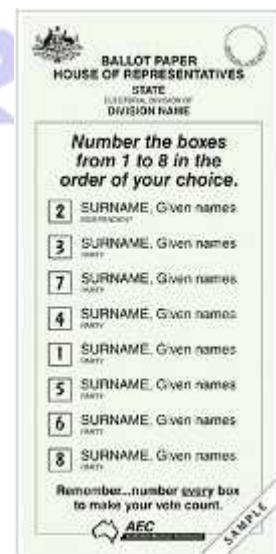 BALLOT PAPER
HOUSE OF REPRESENTATIVES
STATE
ELECTORAL DIVISION OF
DIVISION NAME
Number the boxes
from 1 to 8 in the
order of your choice.
2 SURNAME, Given names
INDEPENDENT
3 SURNAME, Given names
PARTY
7 SURNAME, Given names
PARTY
4 SURNAME, Given names
PARTY
1 SURNAME, Given names
PARTY
5 SURNAME, Given names
PARTY
6 SURNAME, Given names
PARTY
8 SURNAME, Given names
PARTY
Remember...number every box
to make your vote count.
AEC
SAMPLE